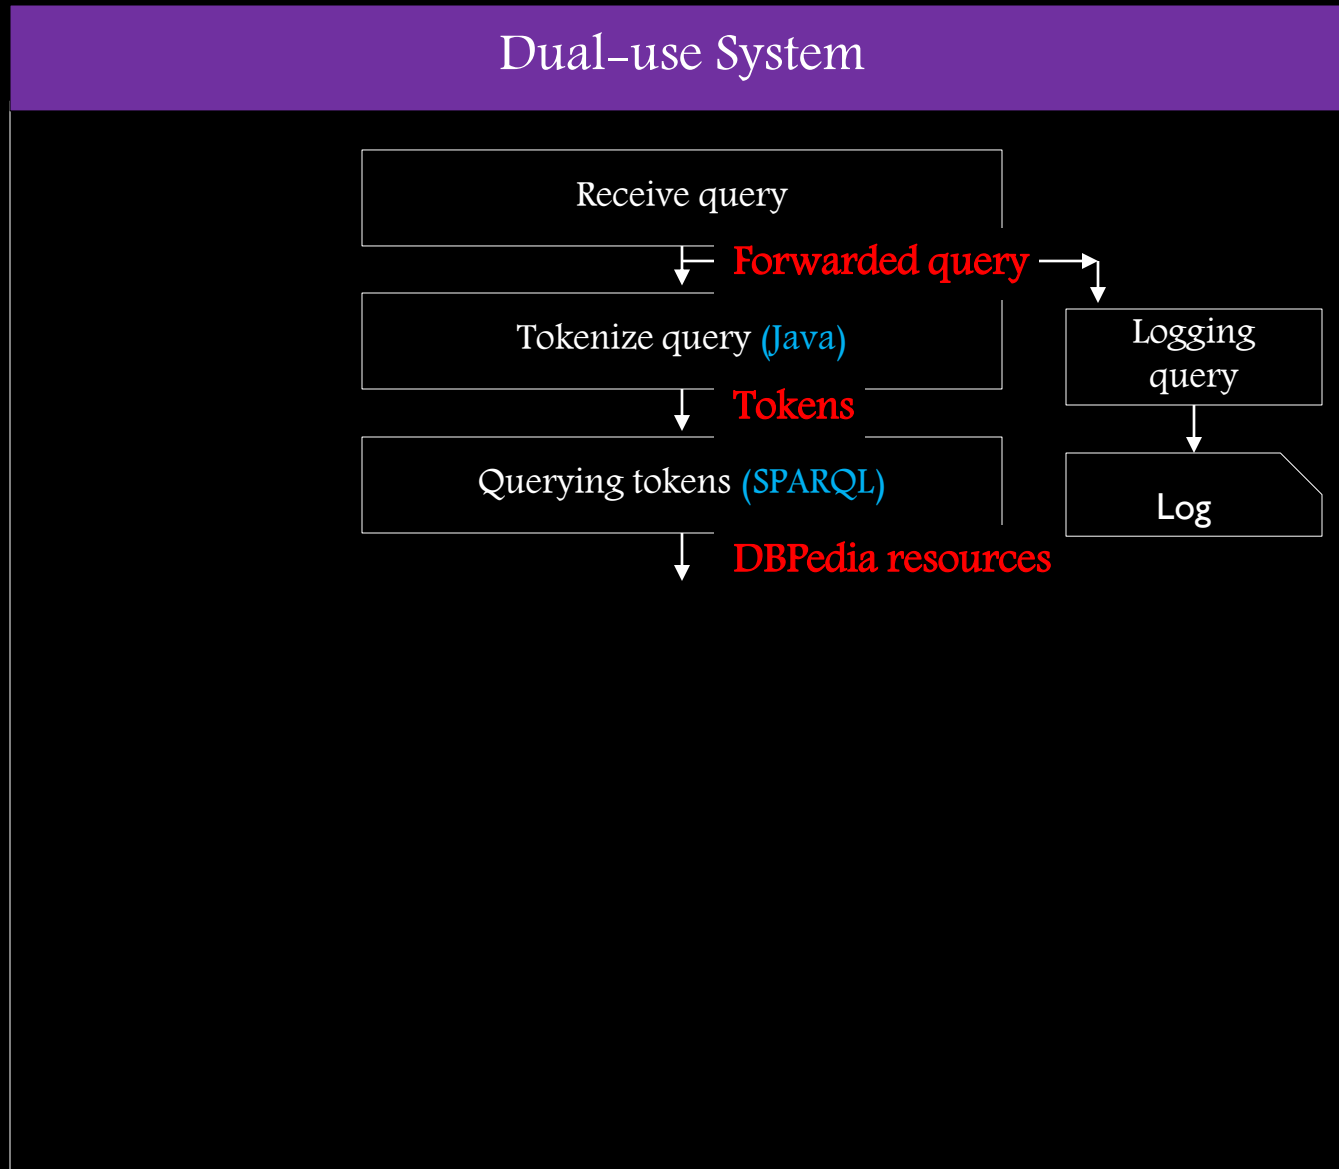 Dual-use System
Receive query
Forwarded query
Tokenize query (Java)
Logging
query
Tokens
Querying tokens (SPARQL)
Log
DBPedia resources